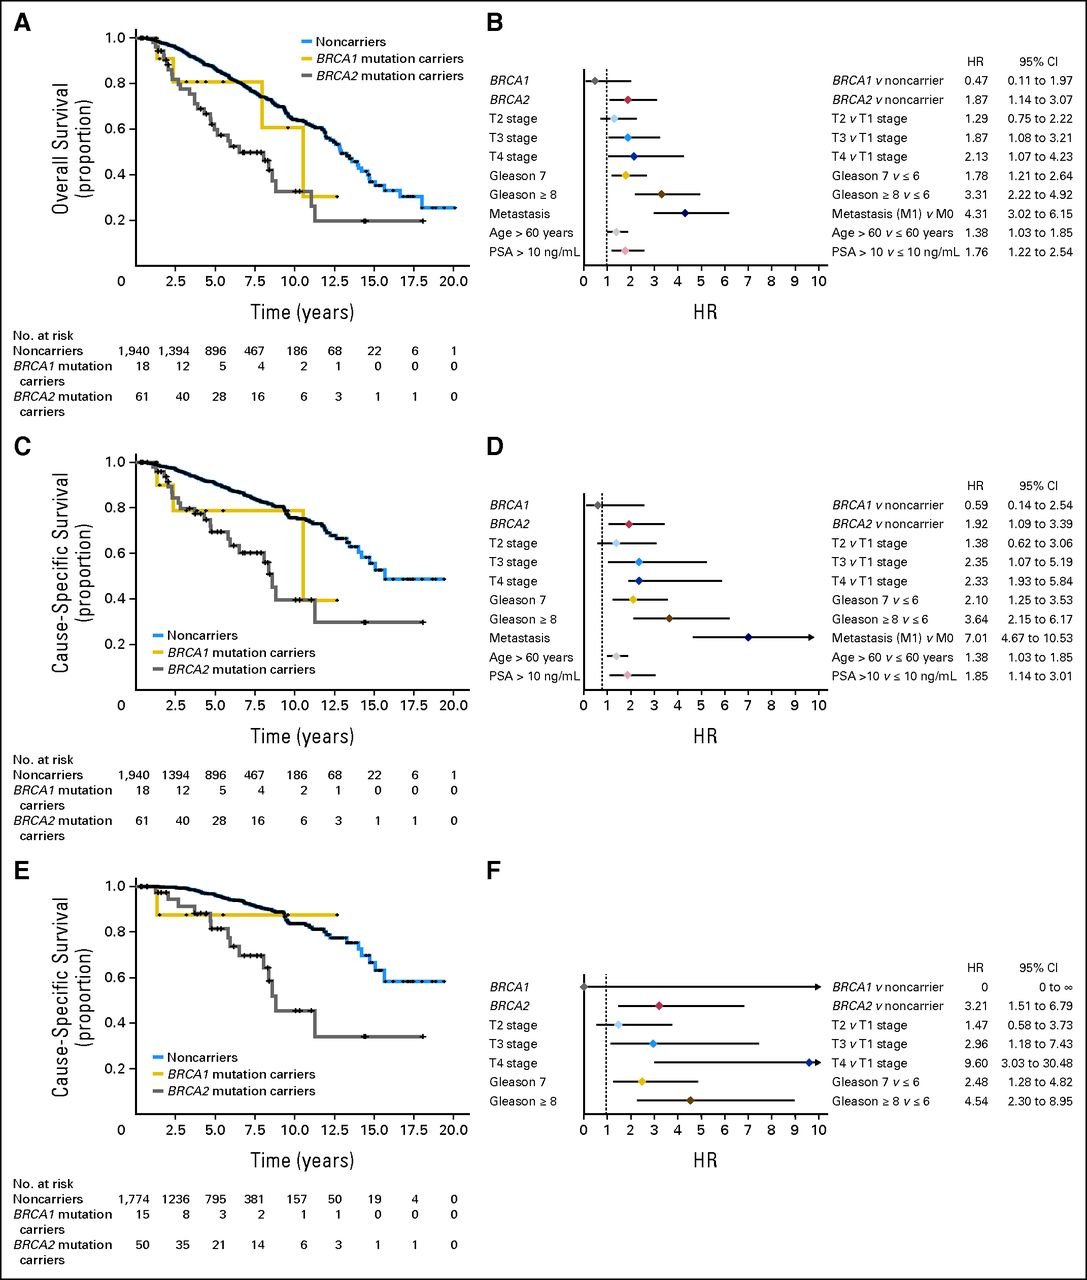 A
Overall Survival
(proportion)
1.0
0.8
0.6
0.4
0.2
0
2.5
5.0
7.5
10.0
12.5
15.0
17.5
20.0
Time (years)
Noncarriers
BRCA1 mutation carriers
BRCA2 mutation carriers
No. at risk
Noncarriers 1,940 1,394 896 467 186 68 22 6 1
BRCA1 mutation 18 12 5 4 2 1 0 0 0
carriers
BRCA2 mutation 61 40 28 16 6 3 1 1 0
carriers
B
HR 95% CI
BRCA1 BRCA1 v noncarrier 0.47 0.11 to 1.97
BRCA2 BRCA2 v noncarrier 1.87 1.14 to 3.07
T2 stage T2 v T1 stage 1.29 0.75 to 2.22
T3 stage T3 v T1 stage 1.87 1.08 to 3.21
T4 stage T4 v T1 stage 2.13 1.07 to 4.23
Gleason 7 Gleason 7 v ≤ 6 1.78 1.21 to 2.64
Gleason ≥ 8 Gleason ≥ 8 v ≤ 6 3.31 2.22 to 4.92
Metastasis Metastasis (M1) v M0 4.31 3.02 to 6.15
Age > 60 years Age > 60 v ≤ 60 years 1.38 1.03 to 1.85
PSA > 10 ng/mL PSA > 10 v ≤ 10 ng/mL 1.76 1.22 to 2.54
0 1 2 3 4 5 6 7 8 9 10
HR
C
Cause-Specific Survival
(proportion)
1.0
0.8
0.6
0.4
0.2
0
2.5
5.0
7.5
10.0
12.5
15.0
17.5
20.0
Time (years)
Noncarriers
BRCA1 mutation carriers
BRCA2 mutation carriers
No. at risk
Noncarriers 1,940 1394 896 467 186 68 22 6 1
BRCA1 mutation 18 12 5 4 2 1 0 0 0
carriers
BRCA2 mutation 61 40 28 16 6 3 1 1 0
carriers
D
HR 95% CI
BRCA1 BRCA1 v noncarrier 0.59 0.14 to 2.54
BRCA2 BRCA2 v noncarrier 1.92 1.09 to 3.39
T2 stage T2 v T1 stage 1.38 0.62 to 3.06
T3 stage T3 v T1 stage 2.35 1.07 to 5.19
T4 stage T4 v T1 stage 2.33 1.93 to 5.84
Gleason 7 Gleason 7 v ≤ 6 2.10 1.25 to 3.53
Gleason ≥ 8 Gleason ≥ 8 v ≤ 6 3.64 2.15 to 6.17
Metastasis Metastasis (M1) v M0 7.01 4.67 to 10.53
Age > 60 years Age > 60 v ≤ 60 years 1.38 1.03 to 1.85
PSA > 10 ng/mL PSA >10 v ≤ 10 ng/mL 1.85 1.14 to 3.01
0 1 2 3 4 5 6 7 8 9 10
HR
E
Cause-Specific Survival
(proportion)
1.0
0.8
0.6
0.4
0.2
0
2.5
5.0
7.5
10.0
12.5
15.0
17.5
20.0
Time (years)
Noncarriers
BRCA1 mutation carriers
BRCA2 mutation carriers
No. at risk
Noncarriers 1,774 1236 795 381 157 50 19 4 0
BRCA1 mutation 15 8 3 2 1 1 0 0 0
carriers
BRCA2 mutation 50 35 21 14 6 3 1 1 0
carriers
F
HR 95% CI
BRCA1 BRCA1 v noncarrier 0 0 to ∞
BRCA2 BRCA2 v noncarrier 3.21 1.51 to 6.79
T2 stage T2 v T1 stage 1.47 0.58 to 3.73
T3 stage T3 v T1 stage 2.96 1.18 to 7.43
T4 stage T4 v T1 stage 9.60 3.03 to 30.48
Gleason 7 Gleason 7 v ≤ 6 2.48 1.28 to 4.82
Gleason ≥ 8 Gleason ≥ 8 v ≤ 6 4.54 2.30 to 8.95
0 1 2 3 4 5 6 7 8 9 10
HR